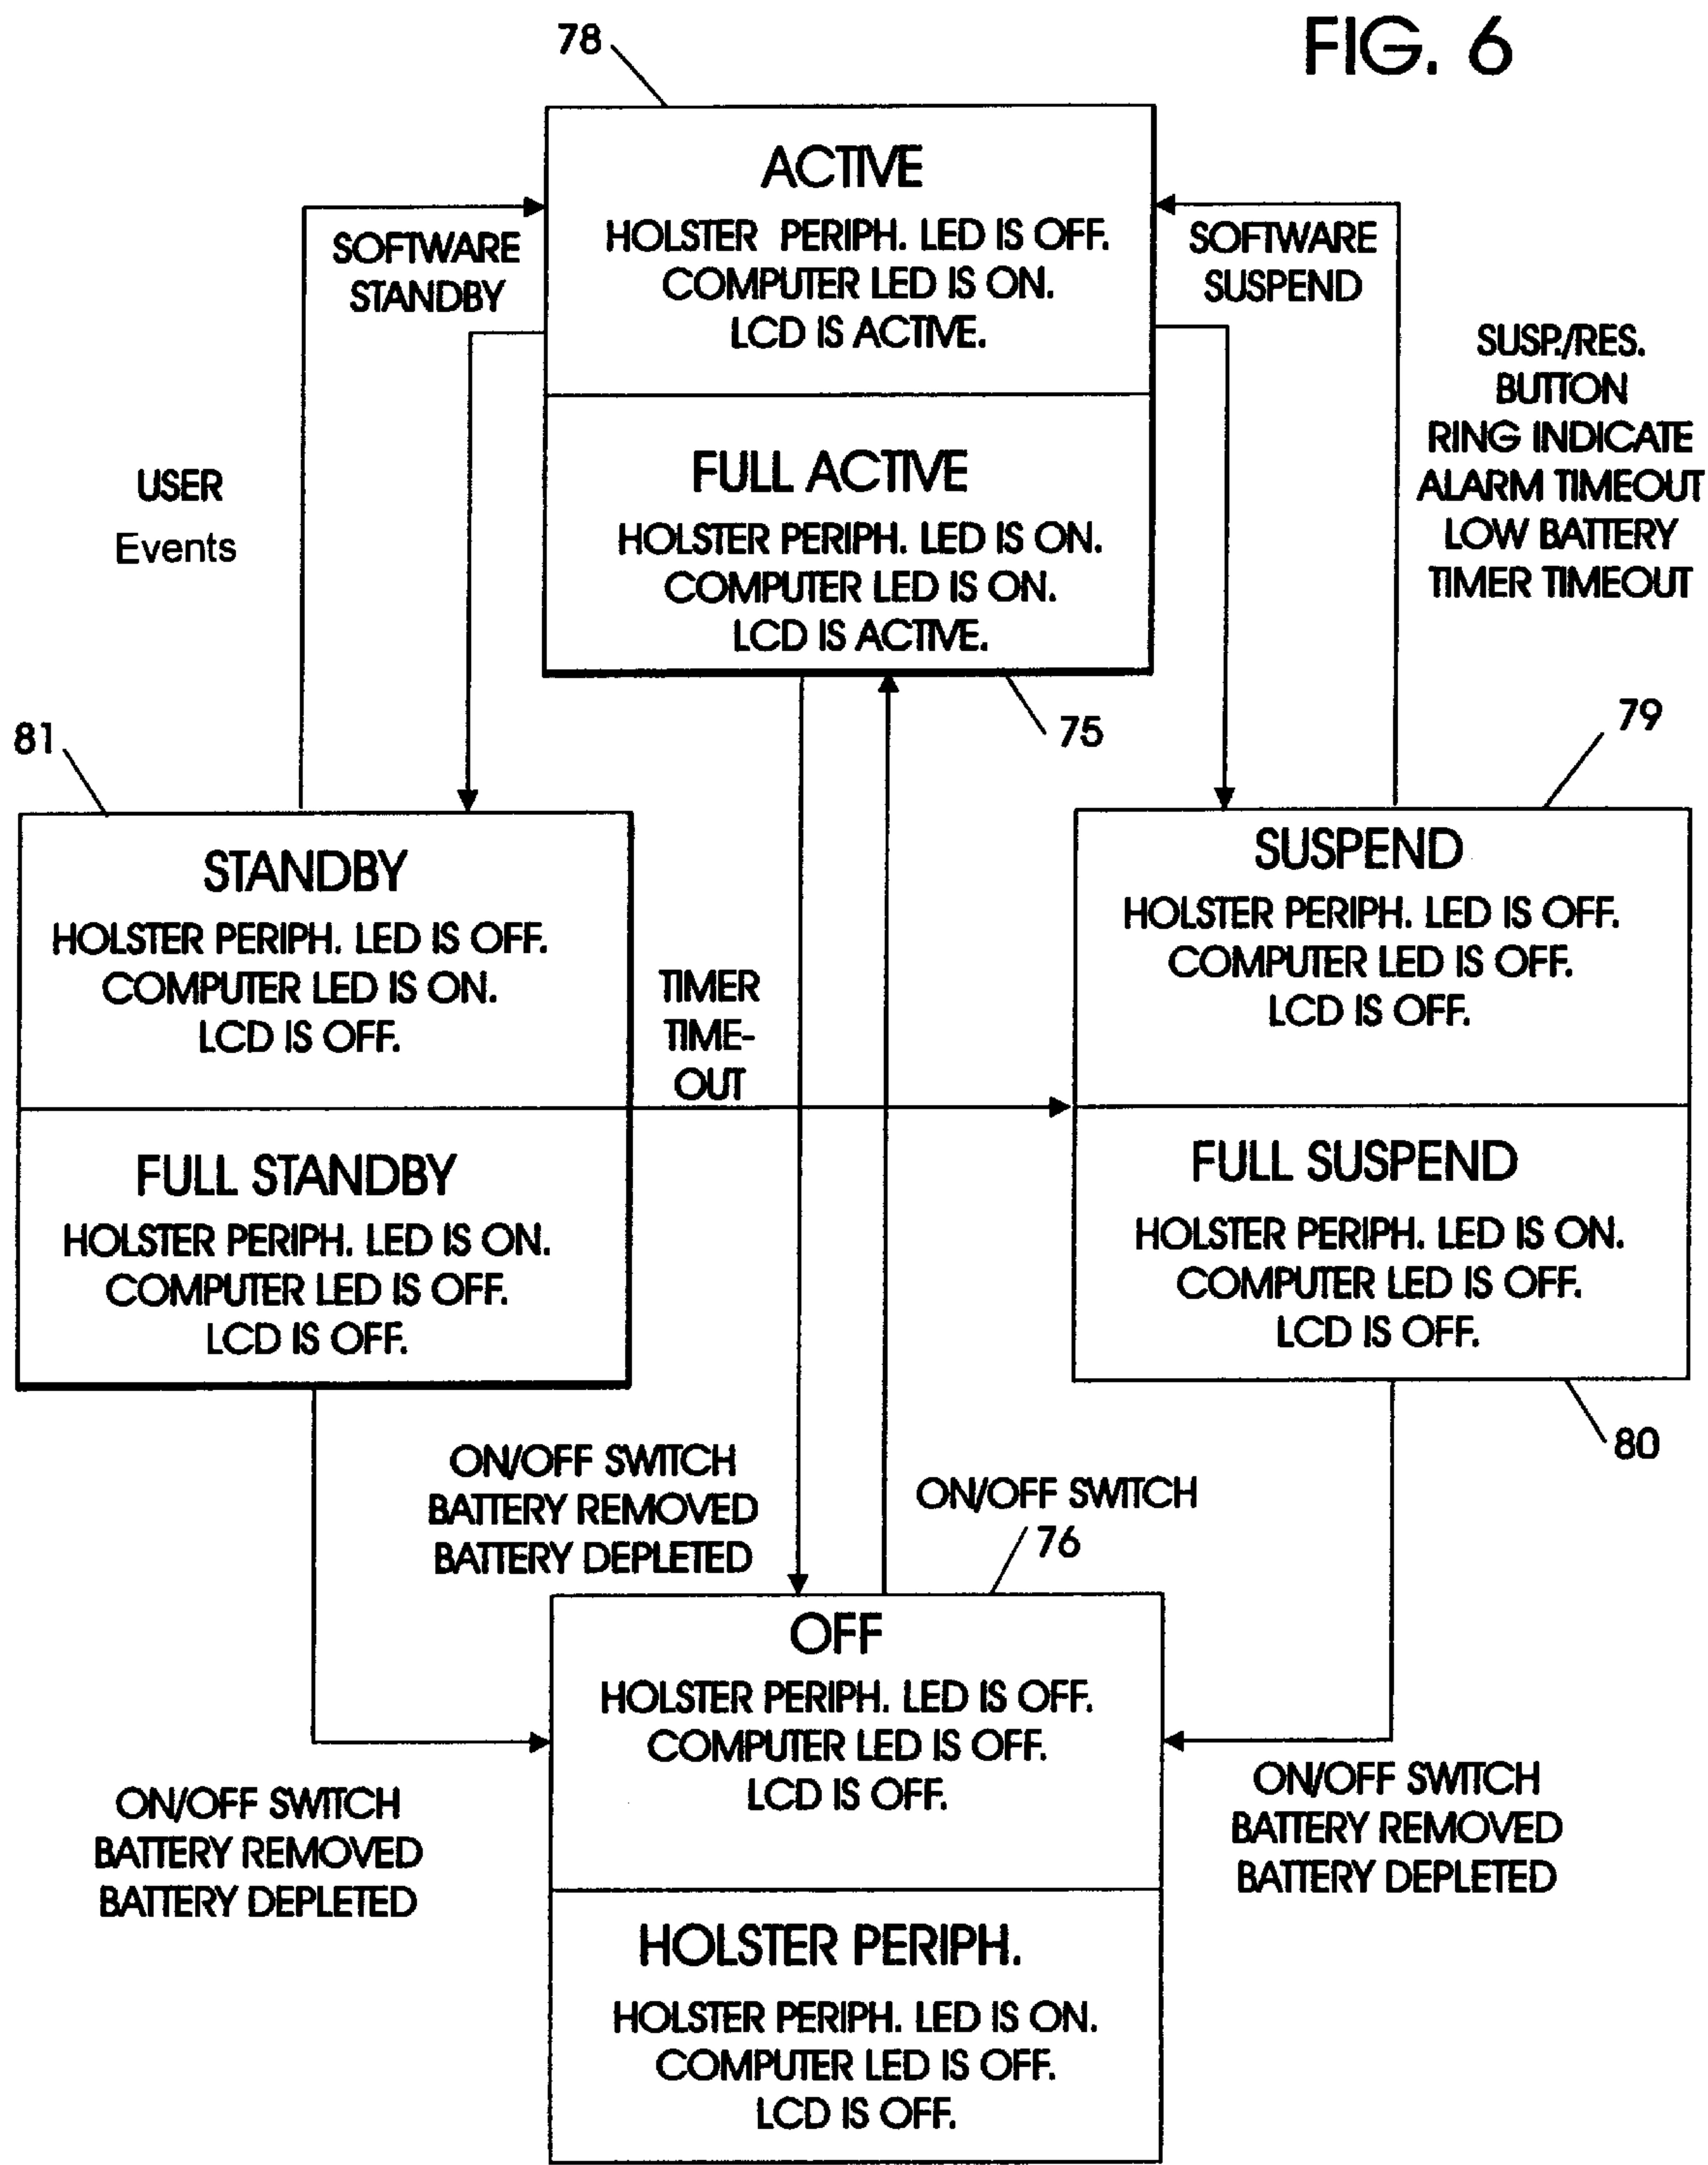 FIG. 6
78
ACTIVE
HOLSTER PERIPH. LED IS OFF.
COMPUTER LED IS ON.
LCD IS ACTIVE.
FULL ACTIVE
HOLSTER PERIPH. LED IS ON.
COMPUTER LED IS ON.
LCD IS ACTIVE.
75
SOFTWARE
STANDBY
SOFTWARE
SUSPEND
USER
Events
SUSP./RES.
BUTTON
RING INDICATE
ALARM TIMEOUT
LOW BATTERY
TIMER TIMEOUT
81
STANDBY
HOLSTER PERIPH. LED IS OFF.
COMPUTER LED IS ON.
LCD IS OFF.
FULL STANDBY
HOLSTER PERIPH. LED IS ON.
COMPUTER LED IS OFF.
LCD IS OFF.
TIMER
TIME-
OUT
79
SUSPEND
HOLSTER PERIPH. LED IS OFF.
COMPUTER LED IS OFF.
LCD IS OFF.
FULL SUSPEND
HOLSTER PERIPH. LED IS ON.
COMPUTER LED IS OFF.
LCD IS OFF.
80
ON/OFF SWITCH
BATTERY REMOVED
BATTERY DEPLETED
ON/OFF SWITCH
76
OFF
HOLSTER PERIPH. LED IS OFF.
COMPUTER LED IS OFF.
LCD IS OFF.
HOLSTER PERIPH.
HOLSTER PERIPH. LED IS ON.
COMPUTER LED IS OFF.
LCD IS OFF.
ON/OFF SWITCH
BATTERY REMOVED
BATTERY DEPLETED
ON/OFF SWITCH
BATTERY REMOVED
BATTERY DEPLETED